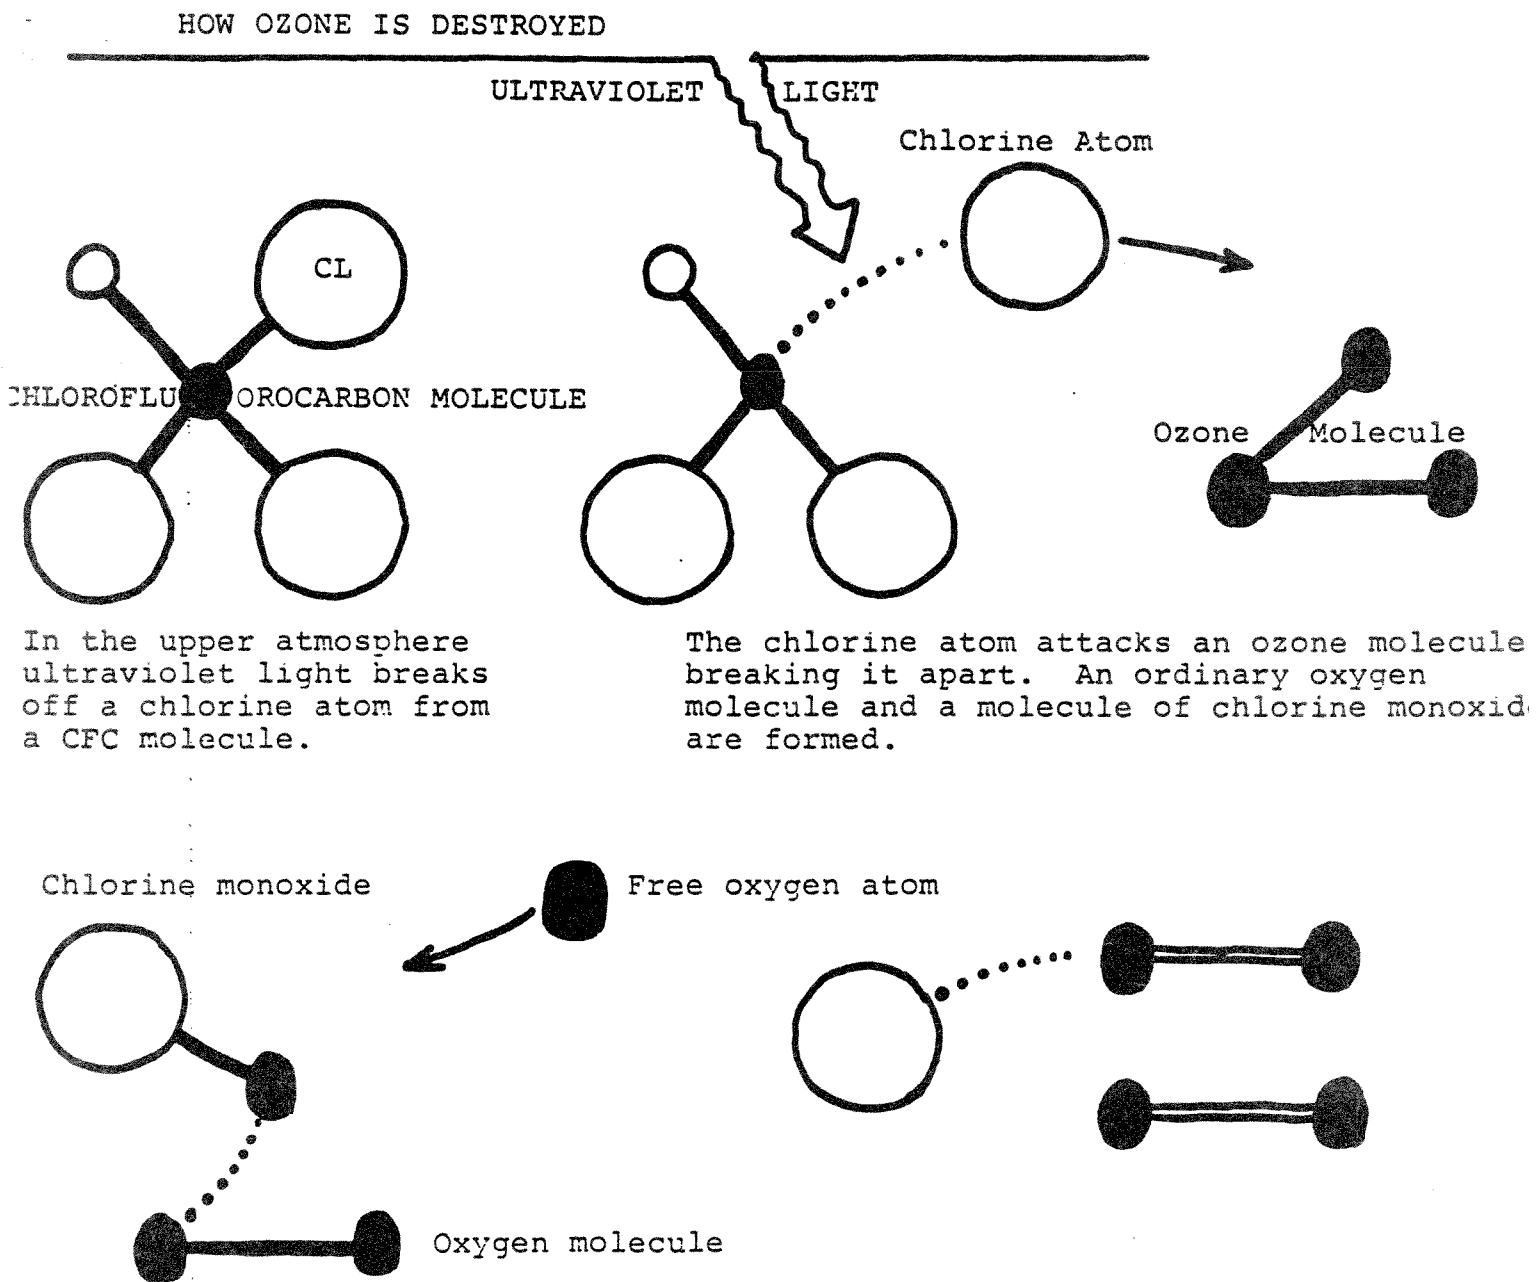 HOW OZONE IS DESTROYED
ULTRAVIOLET LIGHT
Chlorine Atom
CL
CHLOROFLUOROCARBON MOLECULE
Ozone Molecule
In the upper atmosphere
ultraviolet light breaks
off a chlorine atom from
a CFC molecule.
The chlorine atom attacks an ozone molecule
breaking it apart. An ordinary oxygen
molecule and a molecule of chlorine monoxide
are formed.
Chlorine monoxide
Free oxygen atom
Oxygen molecule